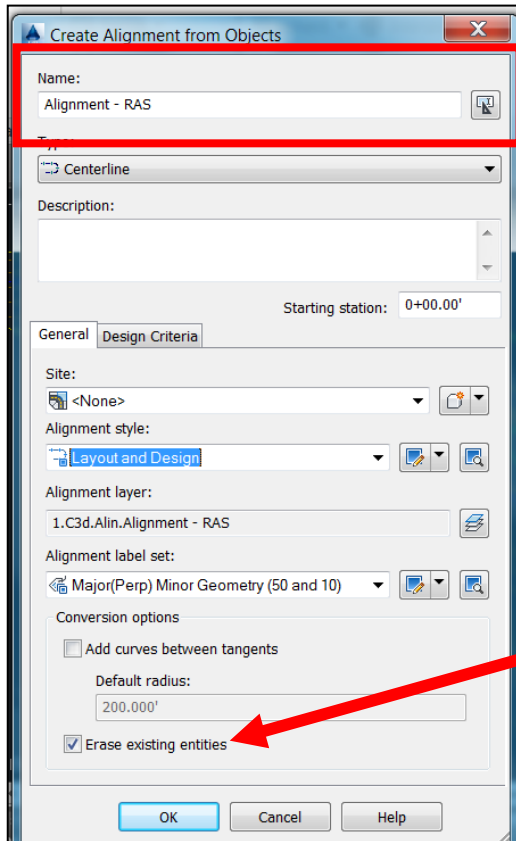 Create Alignment from Objects
X
Name:
Alignment - RAS
Type:
Centerline
Description:
Starting station: 0+00.00'
General Design Criteria
Site:
<None>
Alignment style:
Layout and Design
Alignment layer:
1.C3d.Alin.Alignment - RAS
Alignment label set:
Major(Perp) Minor Geometry (50 and 10)
Conversion options
Add curves between tangents
Default radius:
200.000'
Erase existing entities
OK Cancel Help